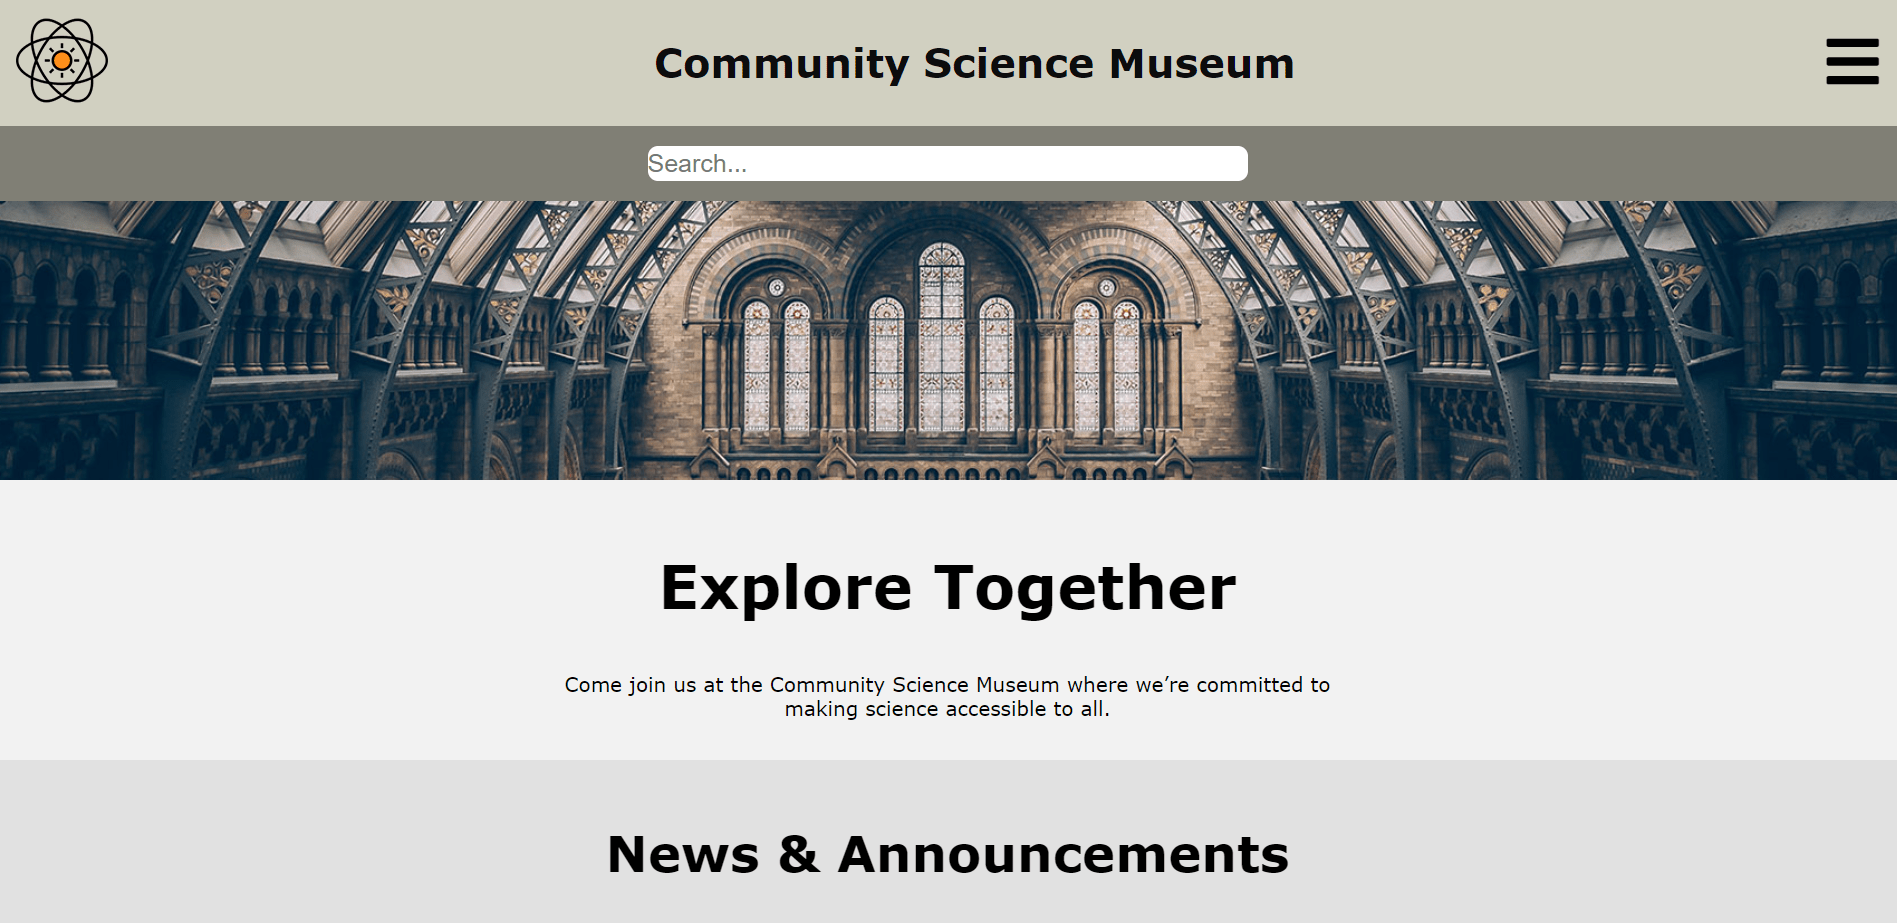 Community Science Museum
Search...
Explore Together
Come join us at the Community Science Museum where we’re committed to
making science accessible to all.
News & Announcements